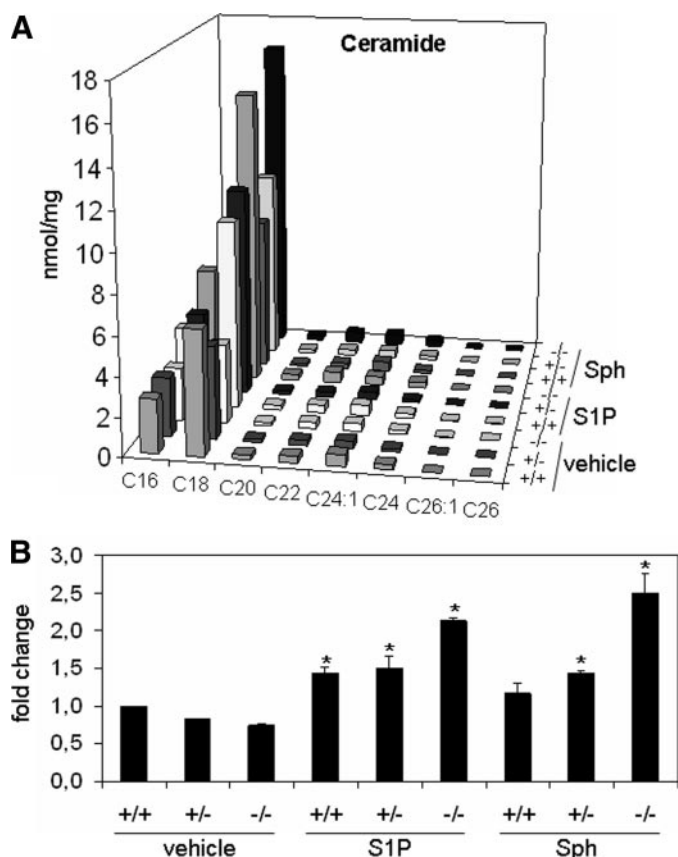 A
Ceramide
nmol/mg
18
16
14
12
10
8
6
4
2
0
C16
C18
C20
C22
C24:1
C24
C26:1
C26
Sph
S1P
vehicle
+/+
B
fold change
3,0
2,5
2,0
1,5
1,0
0,5
0,0
* * * * *
+/+ +/- -/- +/+ +/- -/- +/+ +/- -/-
vehicle S1P Sph